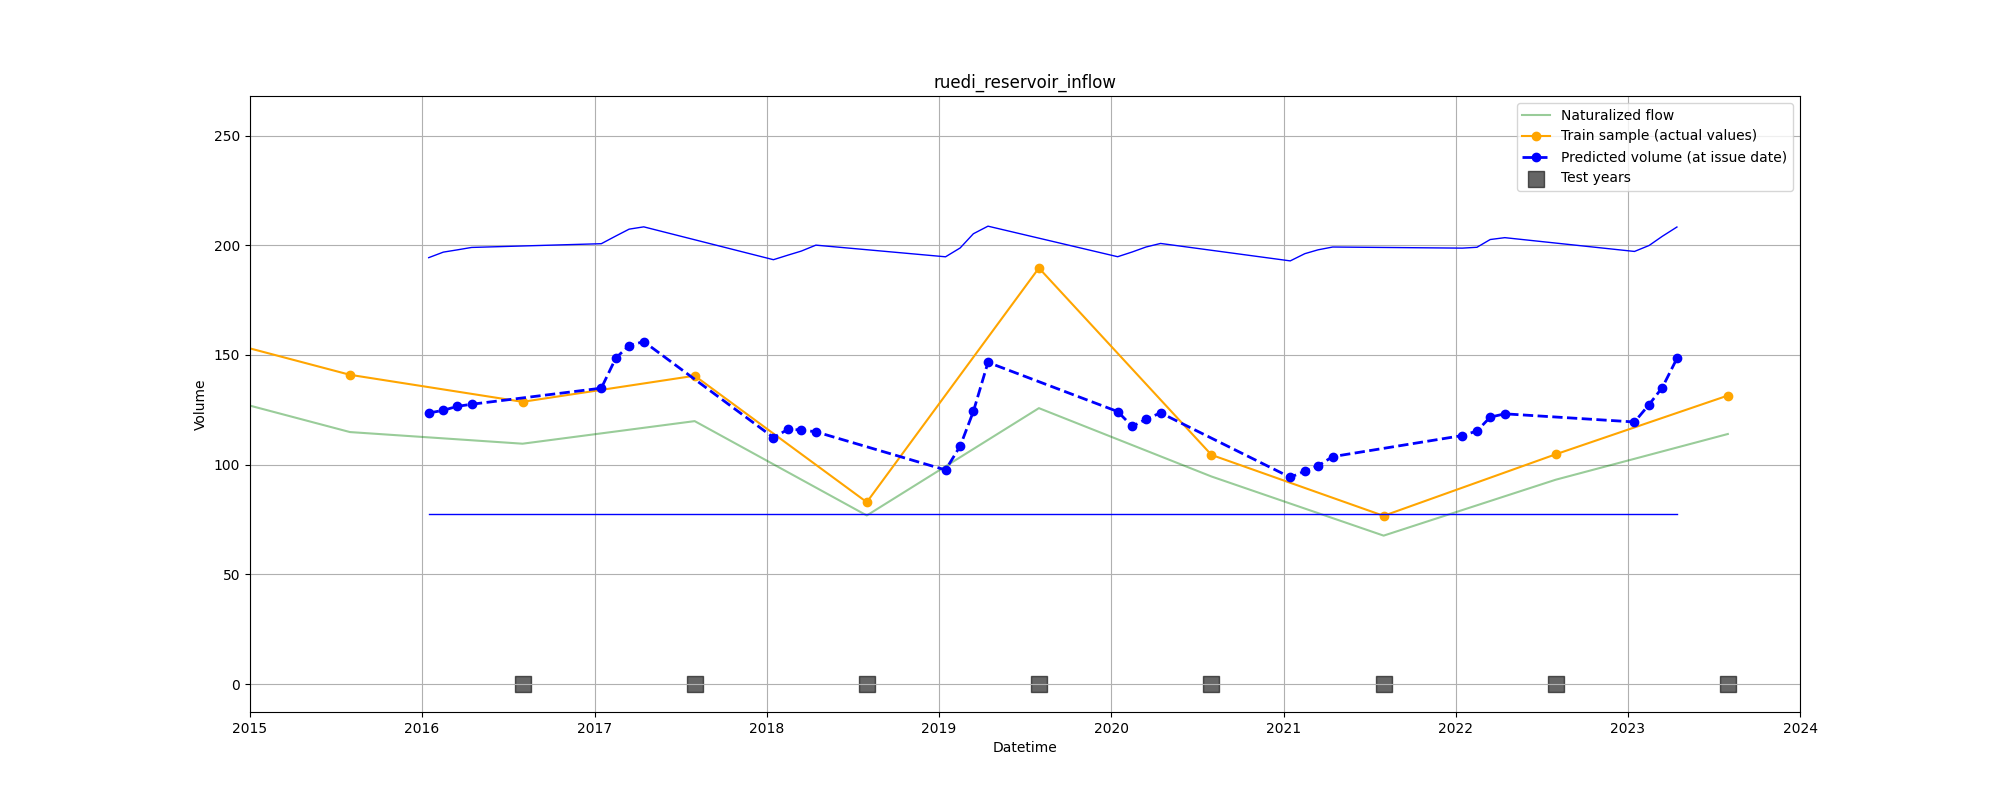 ruedi_reservoir_inflow
Naturalized flow
Train sample (actual values)
Predicted volume (at issue date)
Test years
250
200
150
100
50
0
Volume
2015 2016 2017 2018 2019 2020 2021 2022 2023 2024
Datetime